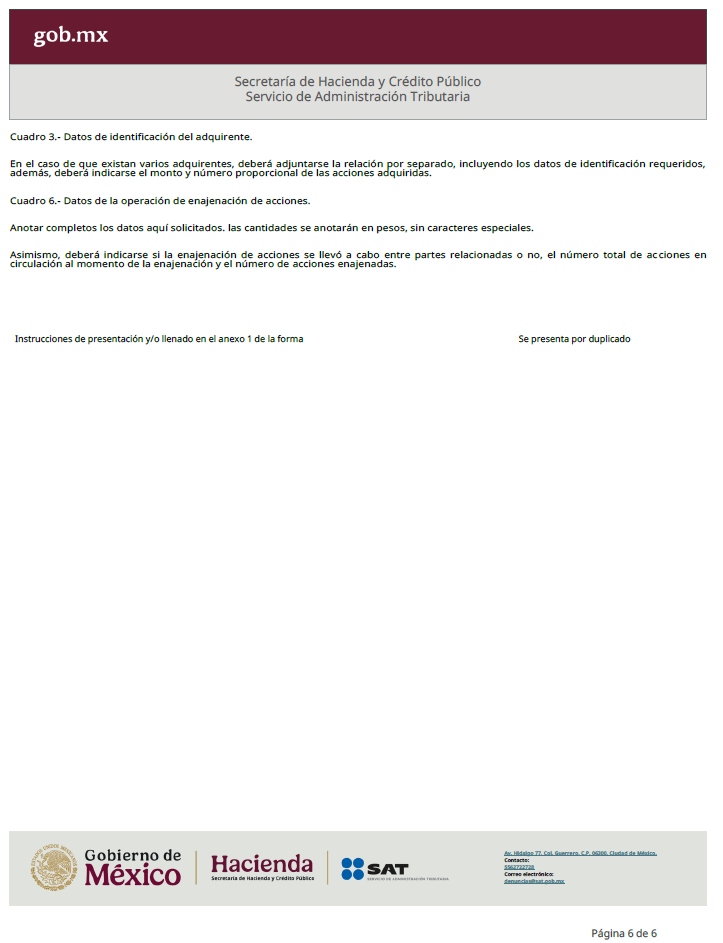 gob.mx
Secretaría de Hacienda y Crédito Público
Servicio de Administración Tributaria
Cuadro 3.- Datos de identificación del adquirente.
En el caso de que existan varios adquirentes, deberá adjuntarse la relación por separado, incluyendo los datos de identificación requeridos,
además, deberá indicarse el monto y número proporcional de las acciones adquiridas.
Cuadro 6.- Datos de la operación de enajenación de acciones.
Anotar completos los datos aquí solicitados. las cantidades se anotarán en pesos, sin caracteres especiales.
Asimismo, deberá indicarse si la enajenación de acciones se llevó a cabo entre partes relacionadas o no, el número total de acciones en
circulación al momento de la enajenación y el número de acciones enajenadas.
Instrucciones de presentación y/o llenado en el anexo 1 de la forma
Se presenta por duplicado
ESTADOS UNIDOS MEXICANOS
Gobierno de
México
Hacienda
Secretaría de Hacienda y Crédito Público
SAT
SERVICIO DE ADMINISTRACIÓN TRIBUTARIA
Av. Hidalgo 77, Col. Guerrero, C.P. 06300, Ciudad de México.
Contacto:
5562722728
Correo electrónico:
denuncias@sat.gob.mx
Página 6 de 6